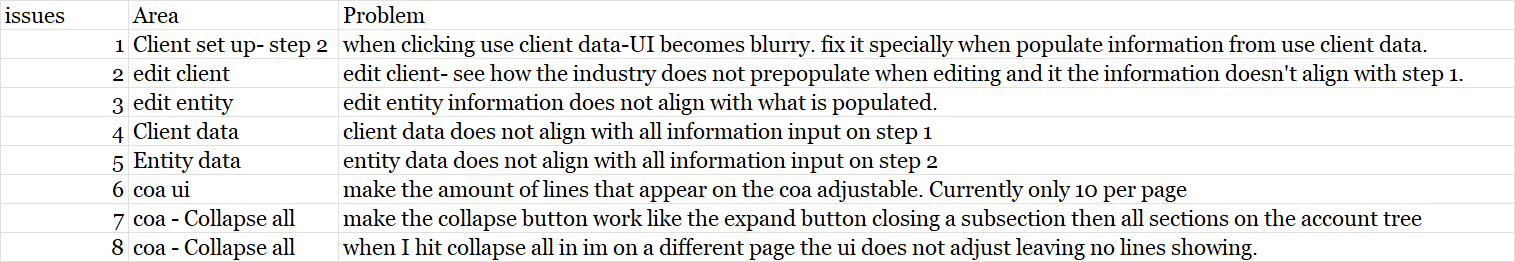 issues Area Problem
1 Client set up- step 2 when clicking use client data-UI becomes blurry. fix it specially when populate information from use client data.
2 edit client edit client- see how the industry does not prepopulate when editing and it the information doesn't align with step 1.
3 edit entity edit entity information does not align with what is populated.
4 Client data client data does not align with all information input on step 1
5 Entity data entity data does not align with all information input on step 2
6 coa ui make the amount of lines that appear on the coa adjustable. Currently only 10 per page
7 coa - Collapse all make the collapse button work like the expand button closing a subsection then all sections on the account tree
8 coa - Collapse all when I hit collapse all in im on a different page the ui does not adjust leaving no lines showing.